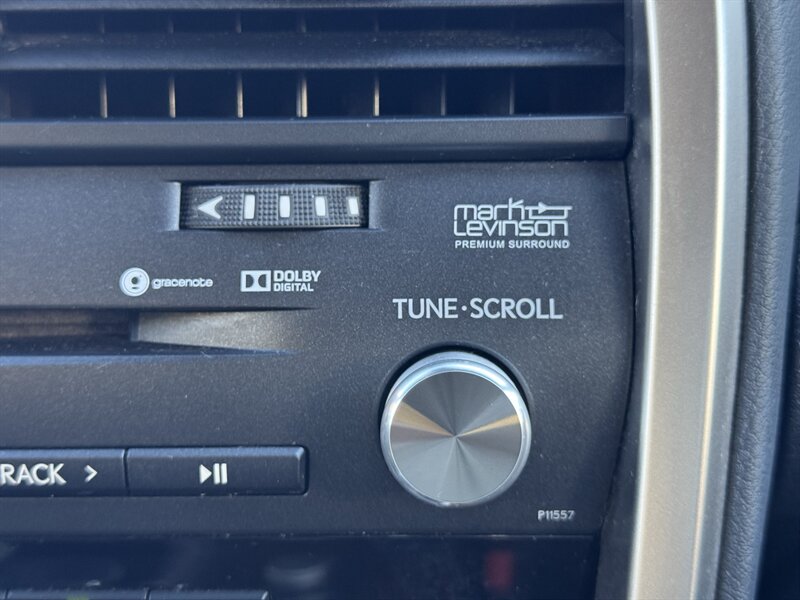 mark
Levinson
PREMIUM SURROUND
gracenote
DOLBY
DIGITAL
TUNE·SCROLL
RACK >
P11557